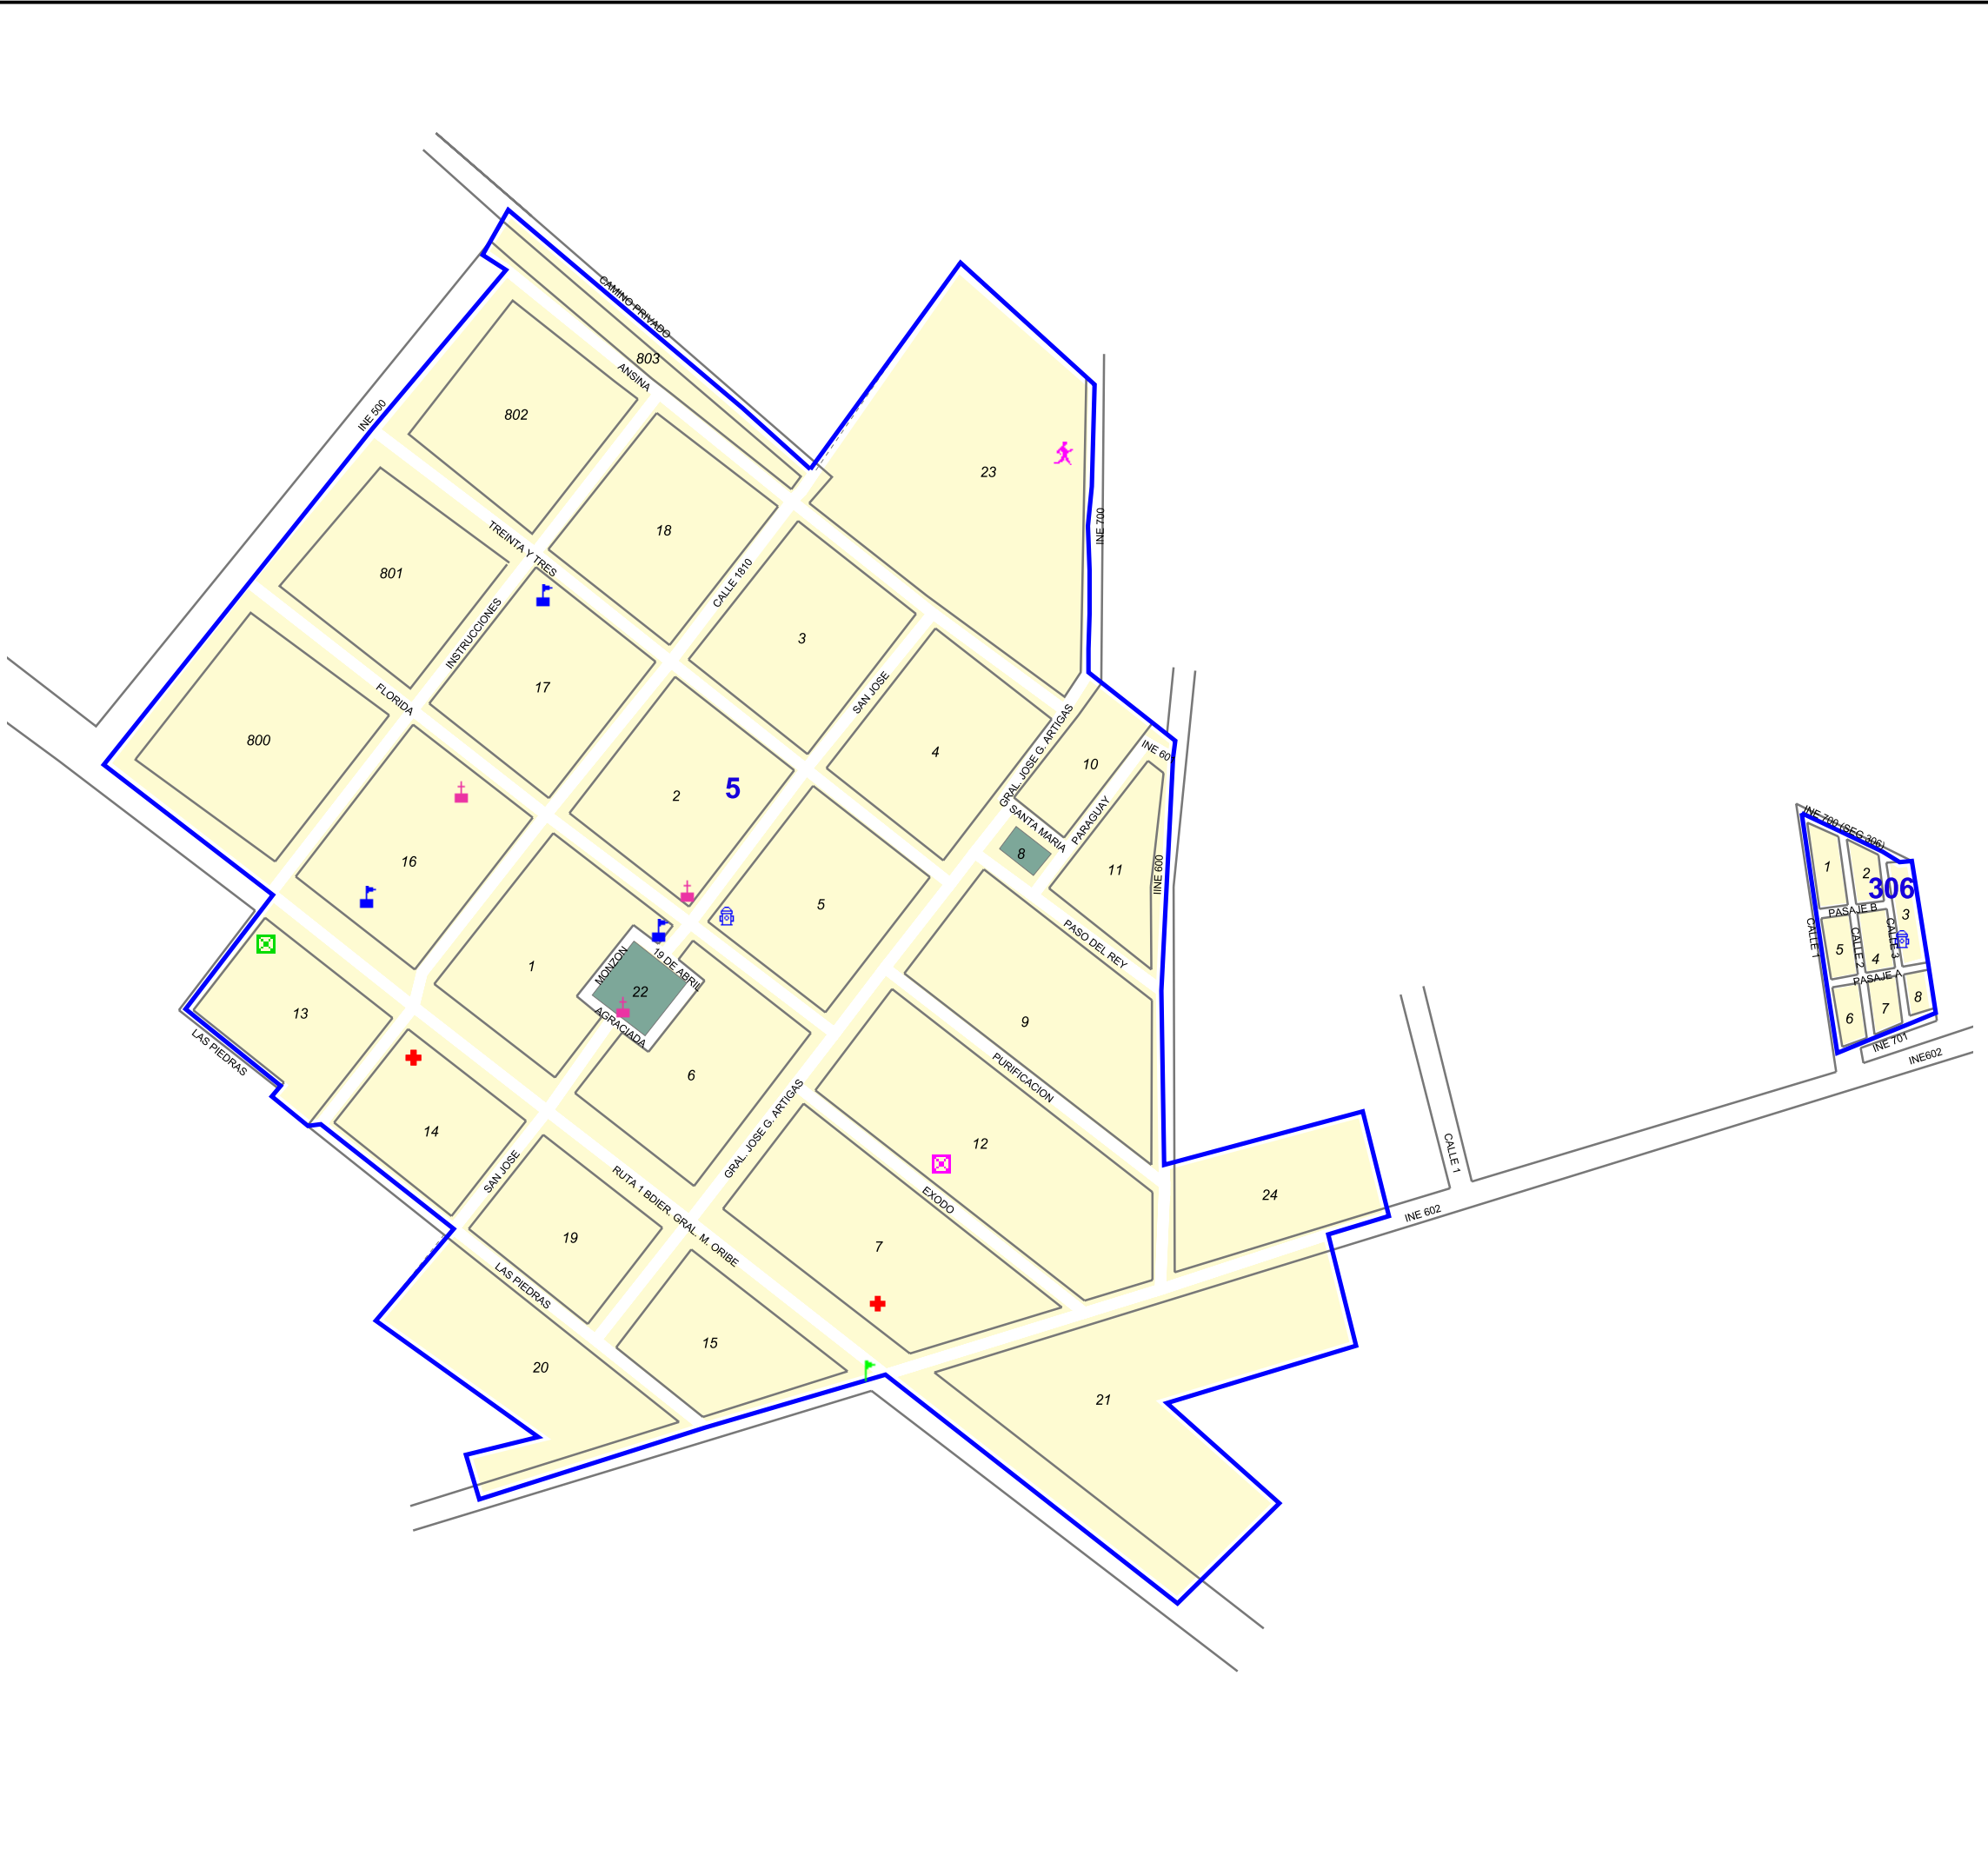 CAMINO PRIVADO
803
ANSINA
INE 500
802
23
18
INE 700
TREINTA Y TRES
801
CALLE 1810
INSTRUCCIONES
3
17
SAN JOSE
FLORIDA
GRAL. JOSE G. ARTIGAS
800
4
INE 60
10
2
5
SANTA MARIA
PARAGUAY
INE 700 (SEG 306)
16
8
11
IINE 600
1
2
306
5
PASAJE B
3
CALLE 1
CALLE 2
CALLE 3
5
4
PASO DEL REY
1
MONZON
19 DE ABRIL
22
AGRACIADA
PASAJE A
13
9
6
7
8
LAS PIEDRAS
INE 701
INE602
6
PURIFICACION
GRAL. JOSE G. ARTIGAS
14
12
CALLE 1
SAN JOSE
RUTA 1 BDIER. GRAL. M. ORIBE
EXODO
24
INE 602
19
7
LAS PIEDRAS
15
20
21